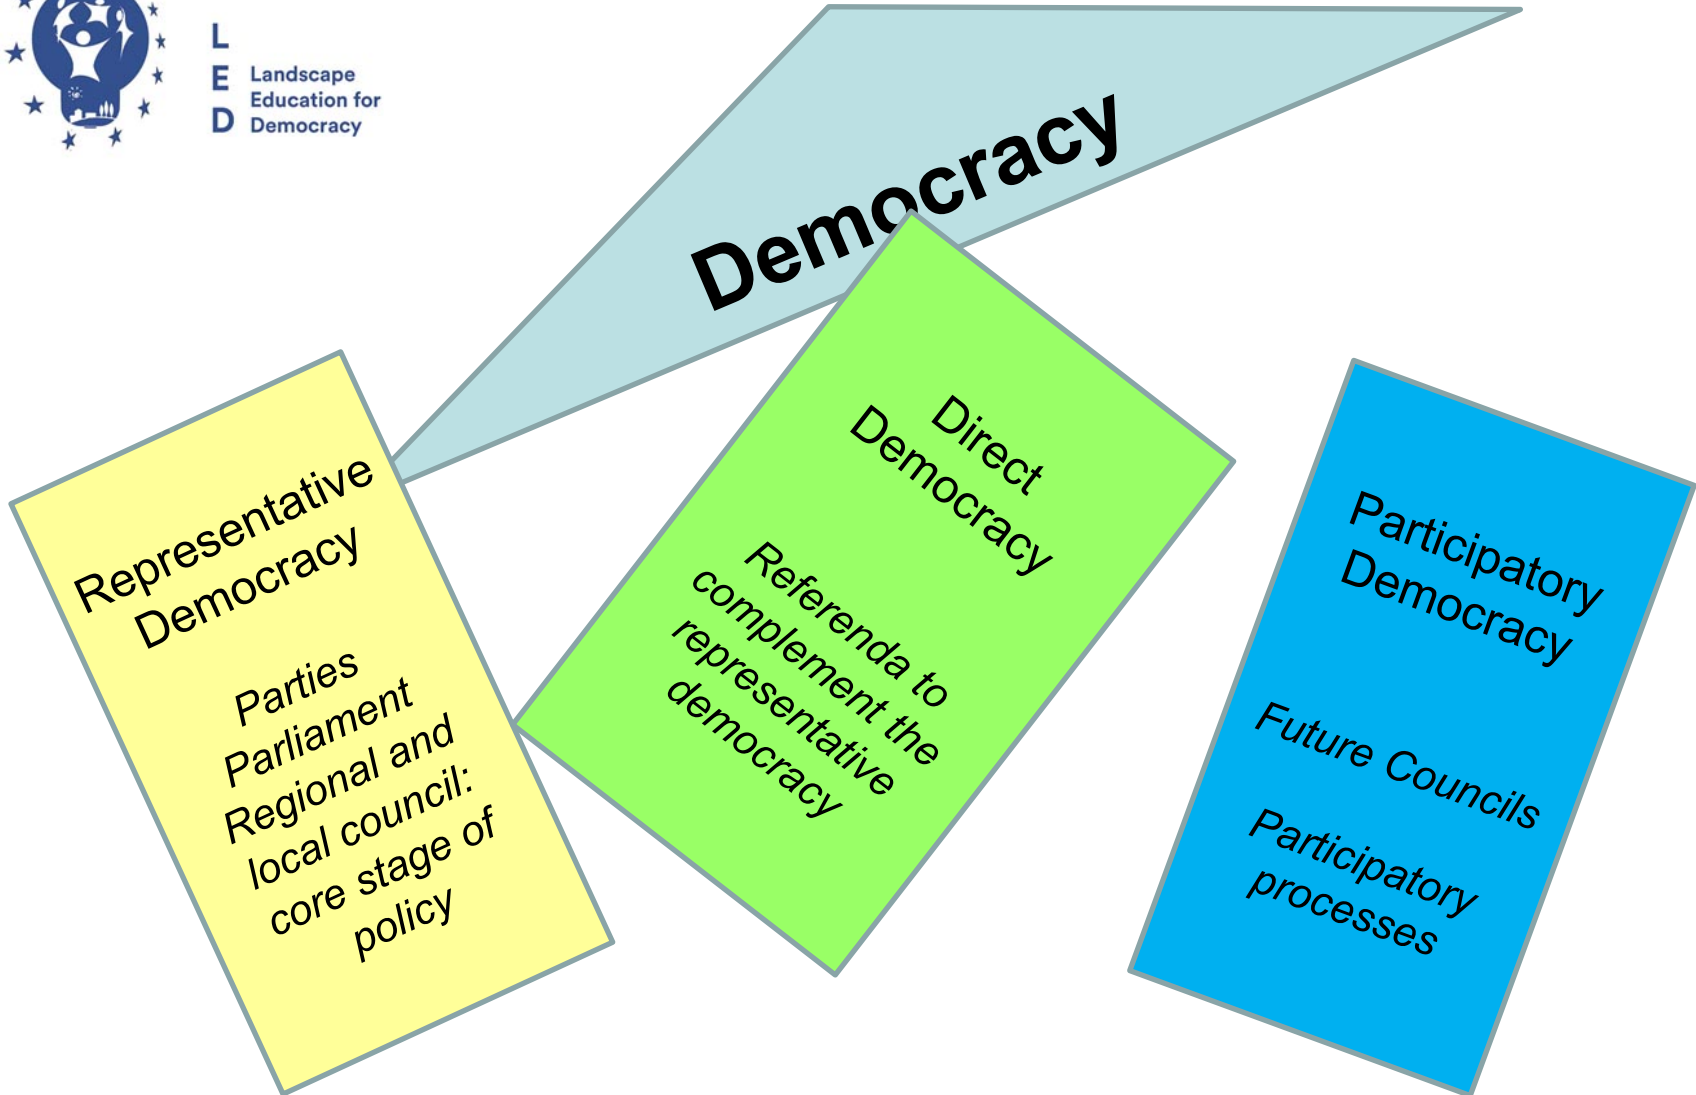 L
E
D
Landscape
Education for
Democracy
Democracy
Representative
Democracy
Parties
Parliament
Regional and
local council:
core stage of
policy
Direct
Democracy
Referenda to
complement the
representative
democracy
Participatory
Democracy
Future Councils
Participatory
processes